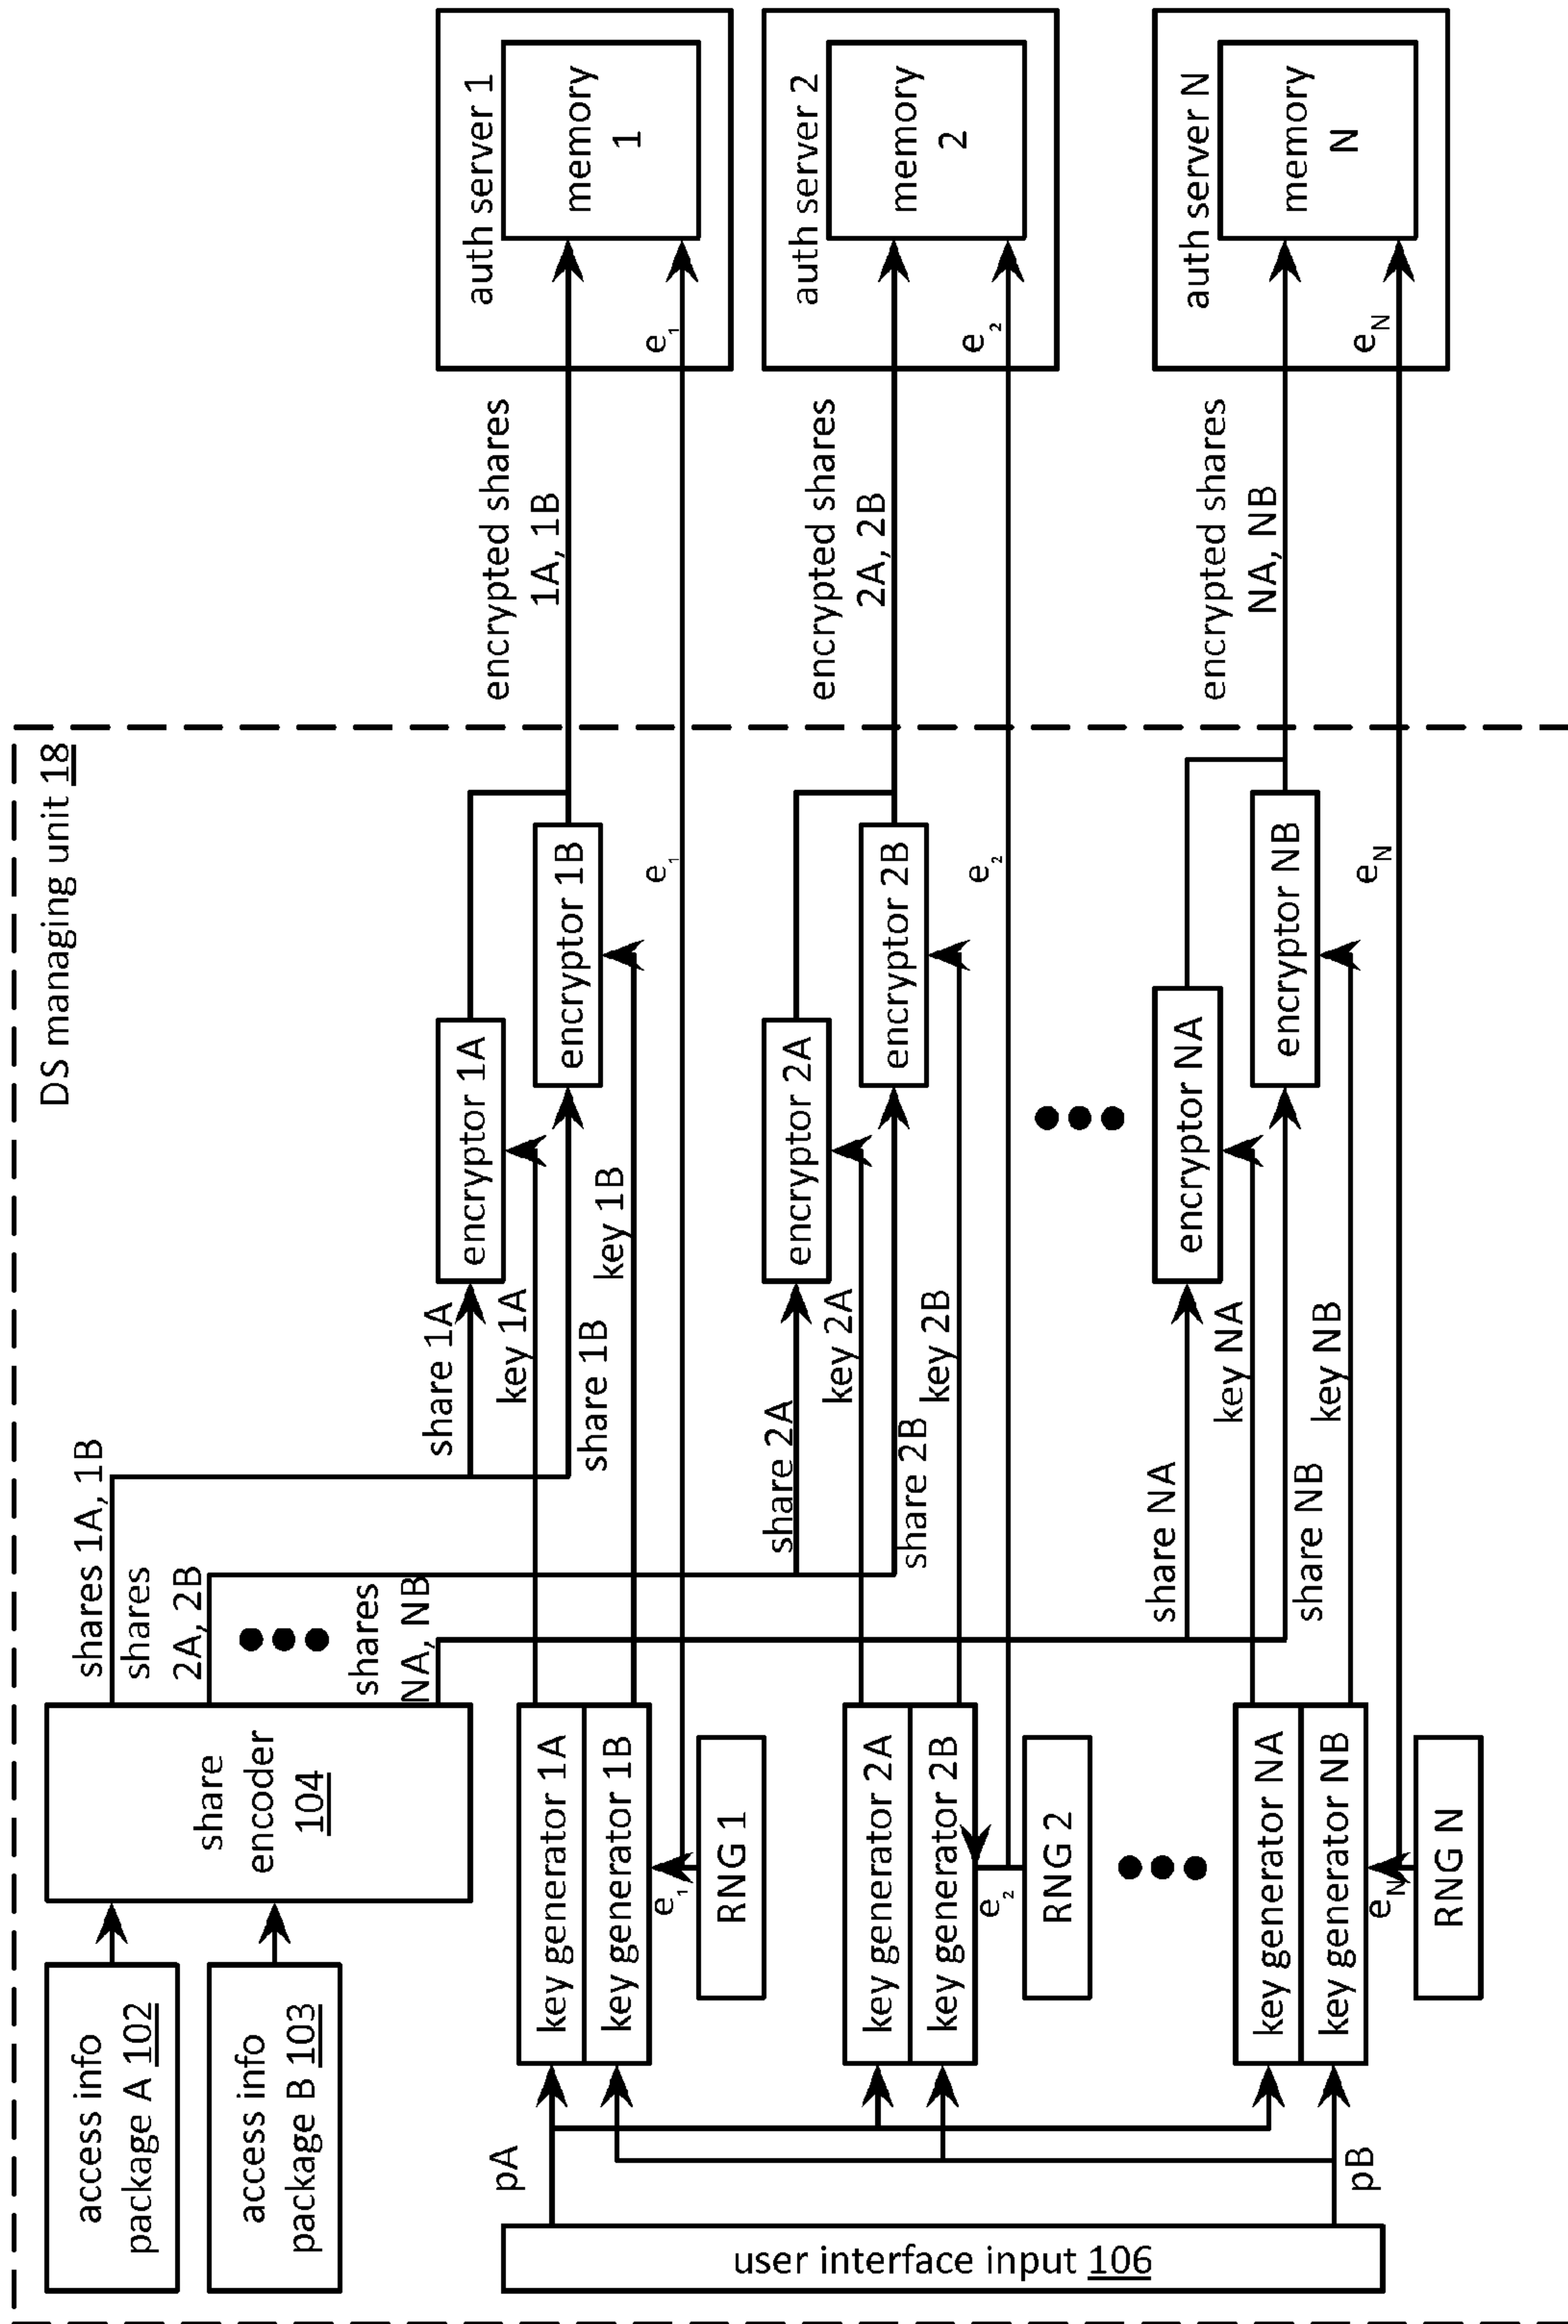 DS managing unit 18
access info
package A 102
access info
package B 103
share
encoder
104
shares 1A, 1B
shares
2A, 2B
shares
NA, NB
user interface input 106
pA
pB
key generator 1A
key generator 1B
e1
RNG 1
share 1A
key 1A
share 1B
key 1B
encryptor 1A
encryptor 1B
e1
encrypted shares
1A, 1B
auth server 1
memory
1
e1
key generator 2A
key generator 2B
e2
RNG 2
share 2A
key 2A
share 2B
key 2B
encryptor 2A
encryptor 2B
e2
encrypted shares
2A, 2B
auth server 2
memory
2
e2
key generator NA
key generator NB
eN
RNG N
share NA
key NA
share NB
key NB
encryptor NA
encryptor NB
eN
encrypted shares
NA, NB
auth server N
memory
N
eN